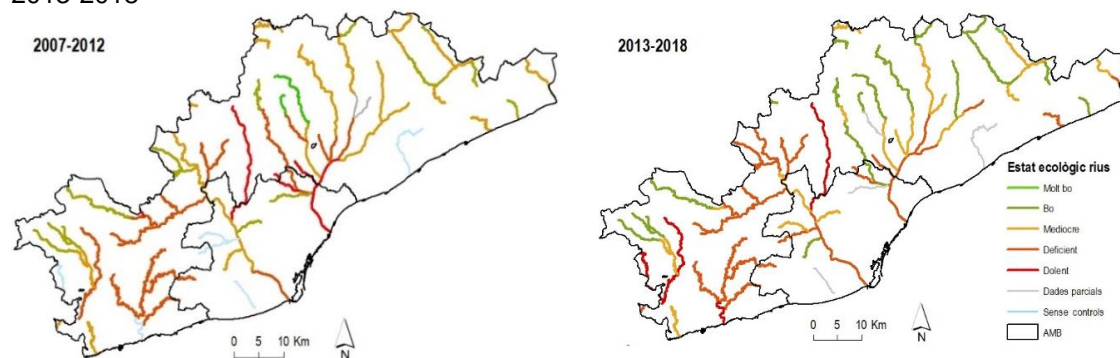 2007-2012
2013-2018
Estat ecològic rius
Molt bo
Bo
Mediocre
Deficient
Dolent
Dades parcials
Sense controls
AMB
0 5 10 Km
N
0 5 10 Km
N